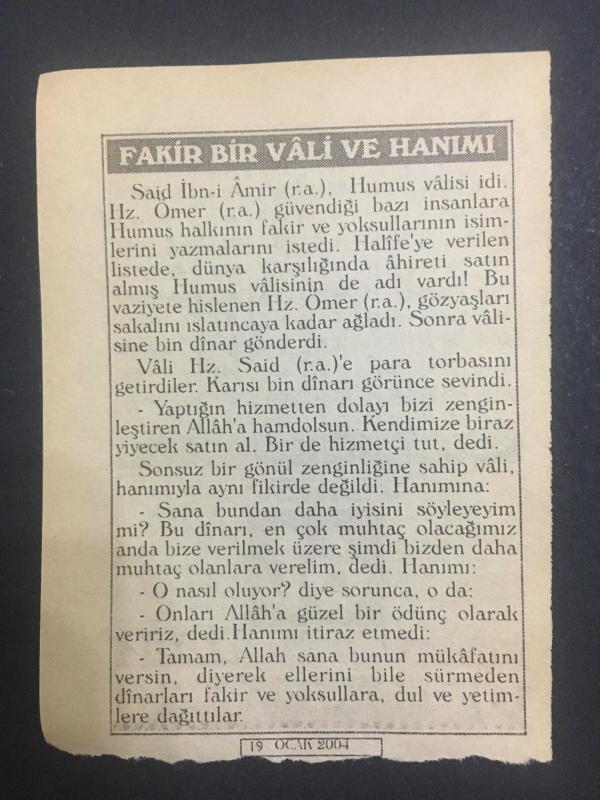 FAKİR BİR VÂLİ VE HANIMI
Said İbn-i Âmir (r.a.), Humus vâlisi idi.
Hz. Ömer (r.a.) güvendiği bazı insanlara
Humus halkının fakir ve yoksullarının isim-
lerini yazmalarını istedi. Halîfe'ye verilen
listede, dünya karşılığında âhireti satın
almış Humus vâlisinin de adı vardı! Bu
vaziyete hislenen Hz. Ömer (r.a.), gözyaşları
sakalını ıslatıncaya kadar ağladı. Sonra vâli-
sine bin dînar gönderdi.
Vâli Hz. Said (r.a.)'e para torbasını
getirdiler. Karısı bin dînarı görünce sevindi.
- Yaptığın hizmetten dolayı bizi zengin-
leştiren Allâh'a hamdolsun. Kendimize biraz
yiyecek satın al. Bir de hizmetçi tut, dedi.
Sonsuz bir gönül zenginliğine sahip vâli,
hanımıyla aynı fikirde değildi. Hanımına:
- Sana bundan daha iyisini söyleyeyim
mi? Bu dînarı, en çok muhtaç olacağımız
anda bize verilmek üzere şimdi bizden daha
muhtaç olanlara verelim, dedi. Hanımı:
- O nasıl oluyor? diye sorunca, o da:
- Onları Allâh'a güzel bir ödünç olarak
veririz, dedi.Hanımı itiraz etmedi:
- Tamam, Allah sana bunun mükâfatını
versin, diyerek ellerini bile sürmeden
dînarları fakir ve yoksullara, dul ve yetim-
lere dağıttılar.
19 OCAK 2004